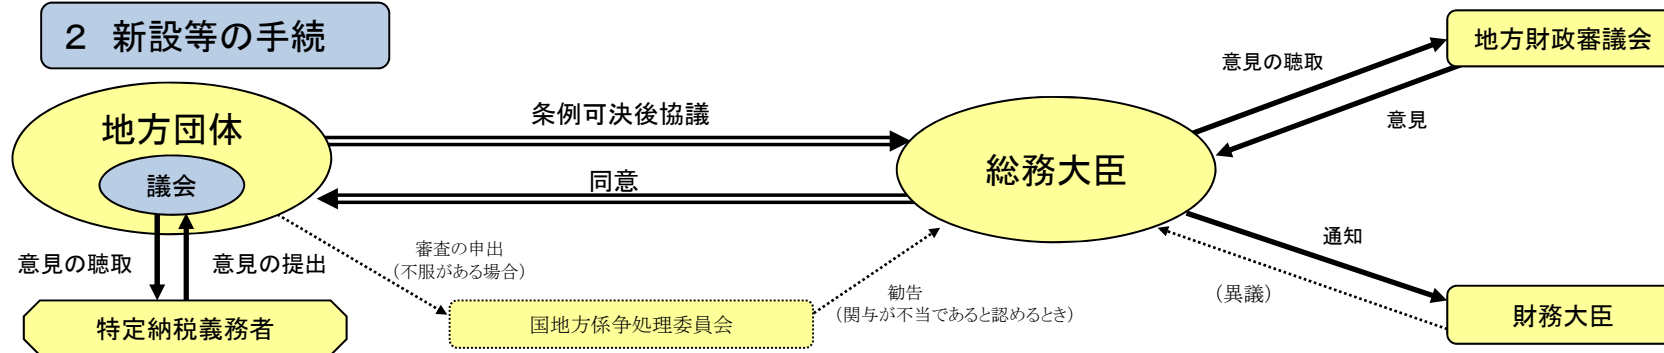 ２ 新設等の手続
地方財政審議会
意見の聴取
意見
地方団体
議会
条例可決後協議
同意
総務大臣
意見の聴取
意見の提出
審査の申出
（不服がある場合）
通知
（異議）
勧告
（関与が不当であると認めるとき）
特定納税義務者
国地方係争処理委員会
財務大臣